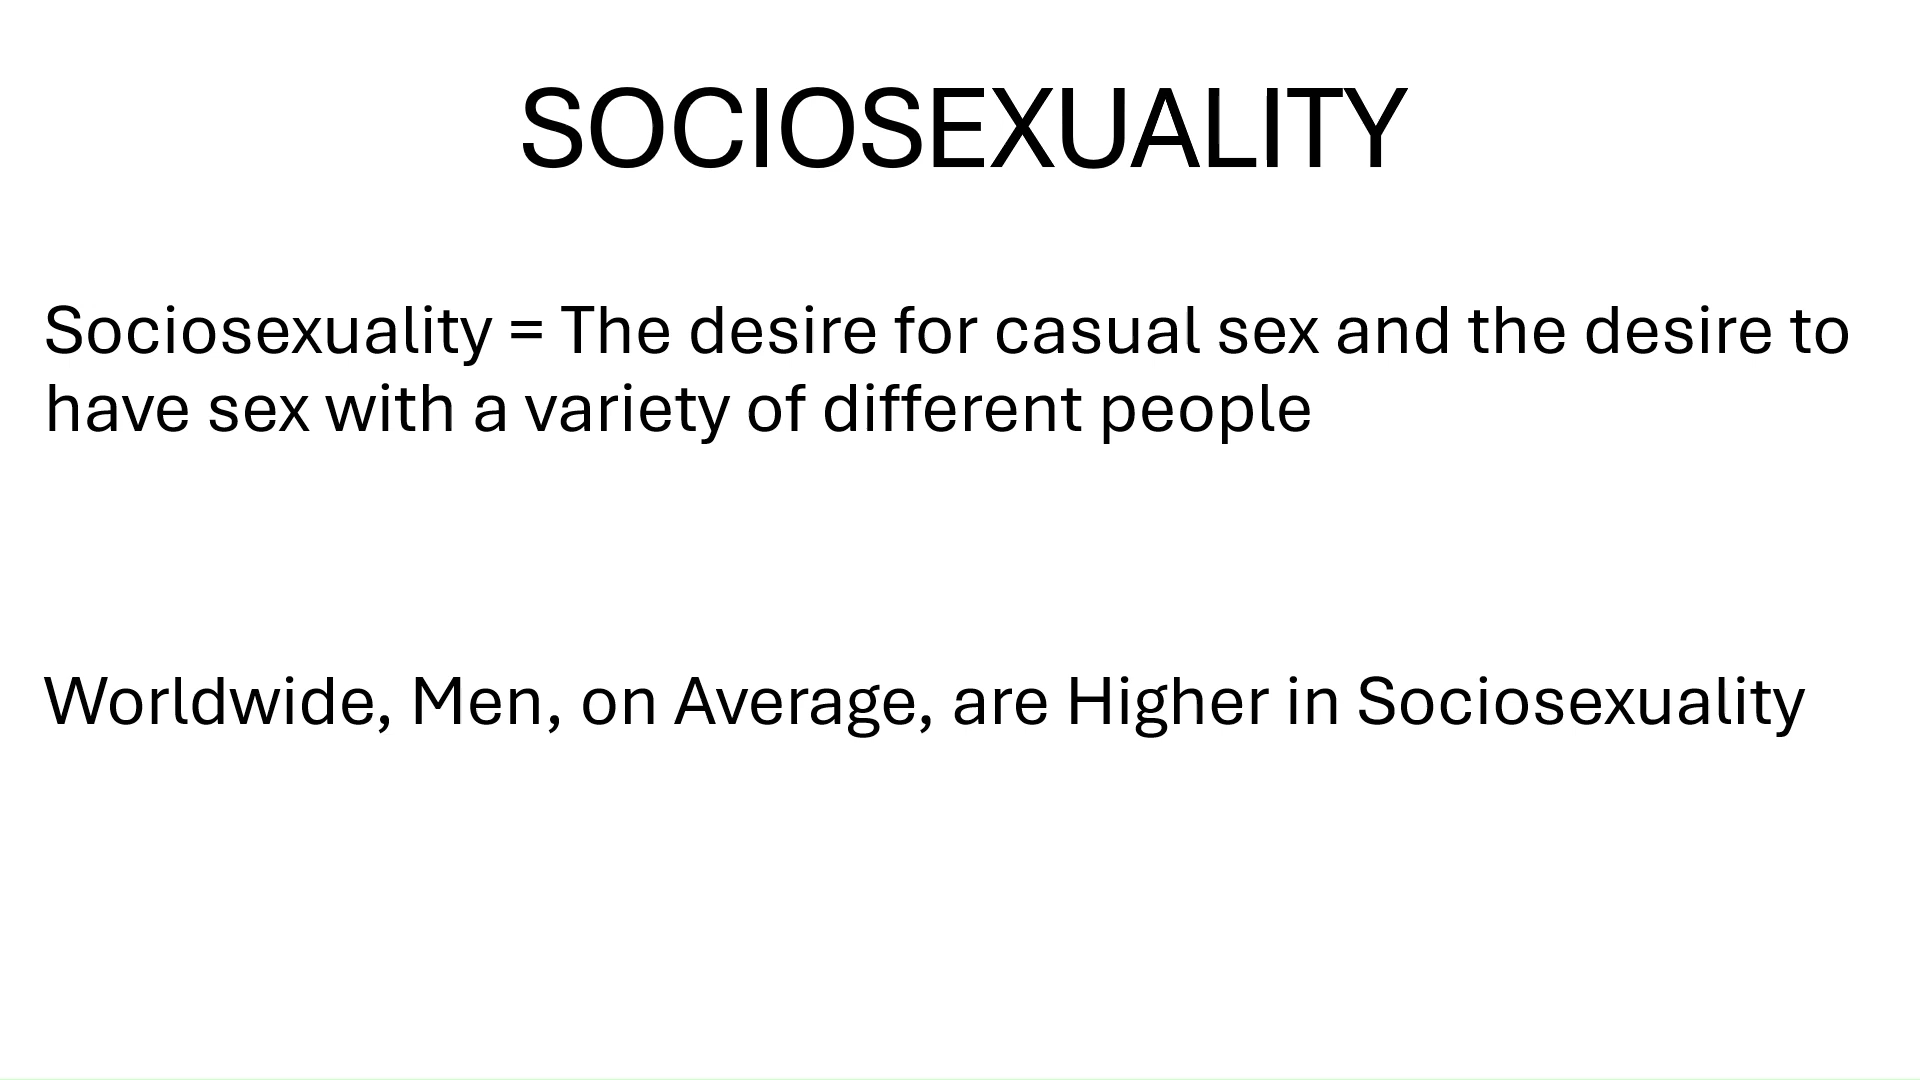 SOCIOSEXUALITY
Sociosexuality = The desire for casual sex and the desire to
have sex with a variety of different people
Worldwide, Men, on Average, are Higher in Sociosexuality